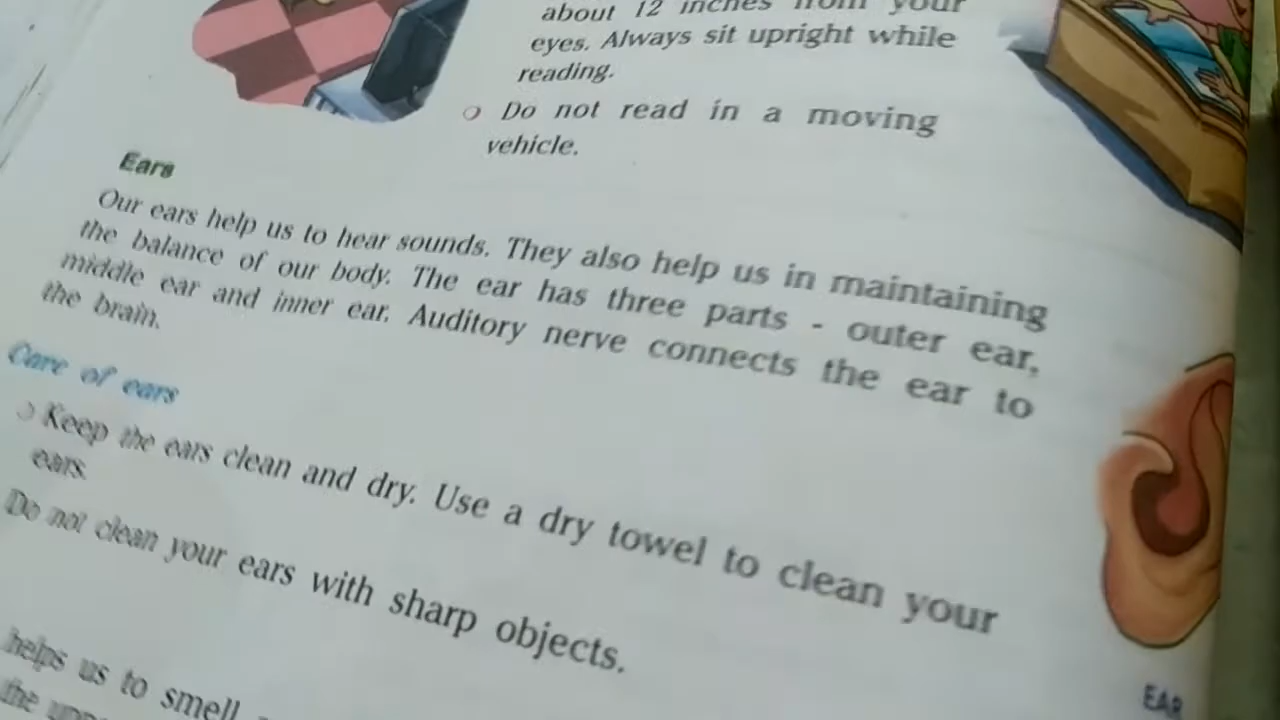 about 12 inches from your
eyes. Always sit upright while
reading.
Do not read in a moving
vehicle.
Ears
Our ears help us to hear sounds. They also help us in maintaining
the balance of our body. The ear has three parts - outer ear,
middle ear and inner ear. Auditory nerve connects the ear to
the brain.
Care of ears
Keep the ears clean and dry. Use a dry towel to clean your
ears.
Do not clean your ears with sharp objects.
helps us to smell
the
EAR